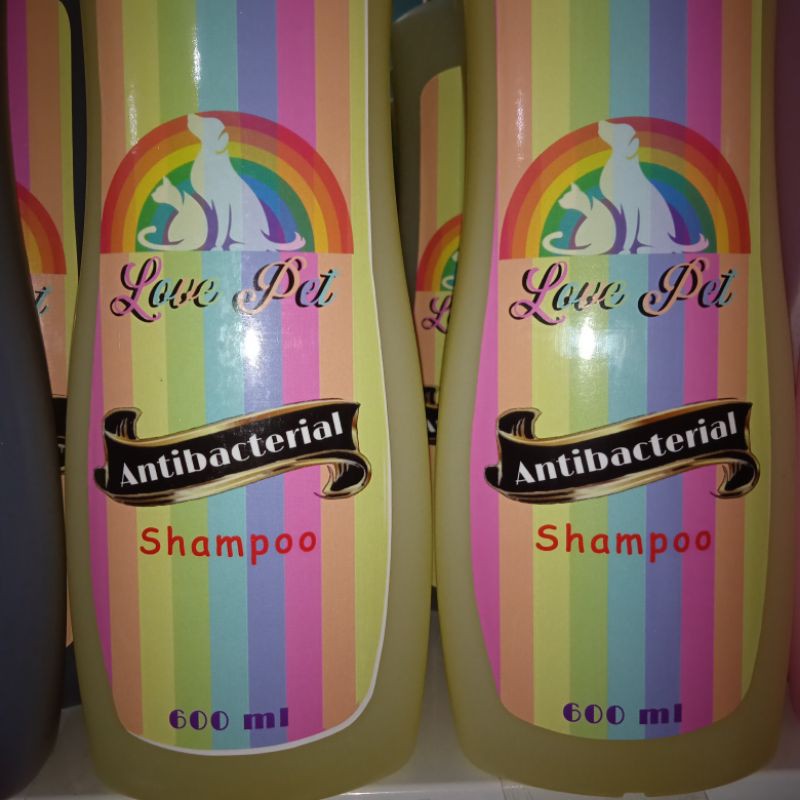 Love Pet
Antibacterial
Shampoo
600 ml
Love Pet
Antibacterial
Shampoo
600 ml